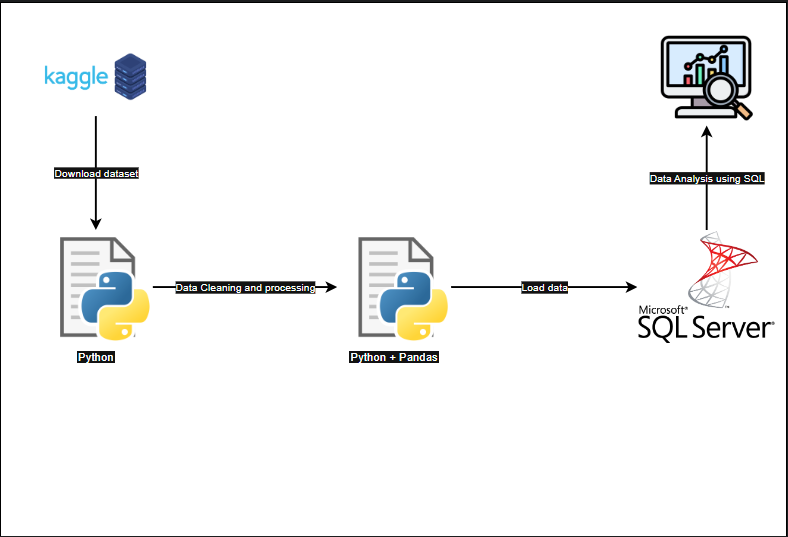 kaggle
Download dataset
Data Analysis using SQL
Data Cleaning and processing
Load data
Microsoft®
SQL Server®
Python
Python + Pandas